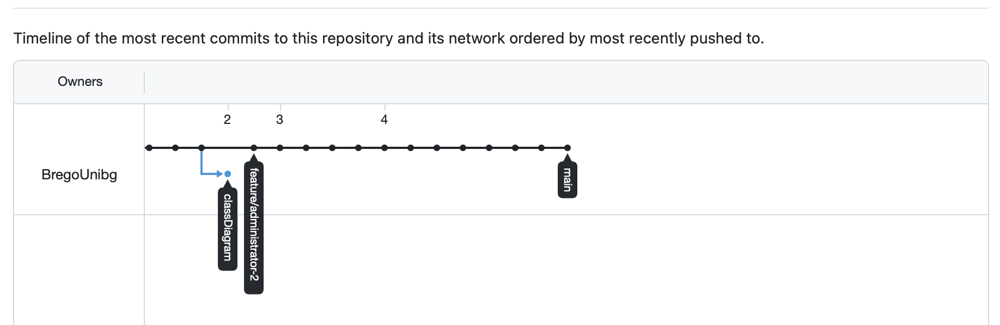 Timeline of the most recent commits to this repository and its network ordered by most recently pushed to.
Owners
2 3 4
BregoUnibg
classDiagram
feature/administrator-2
main